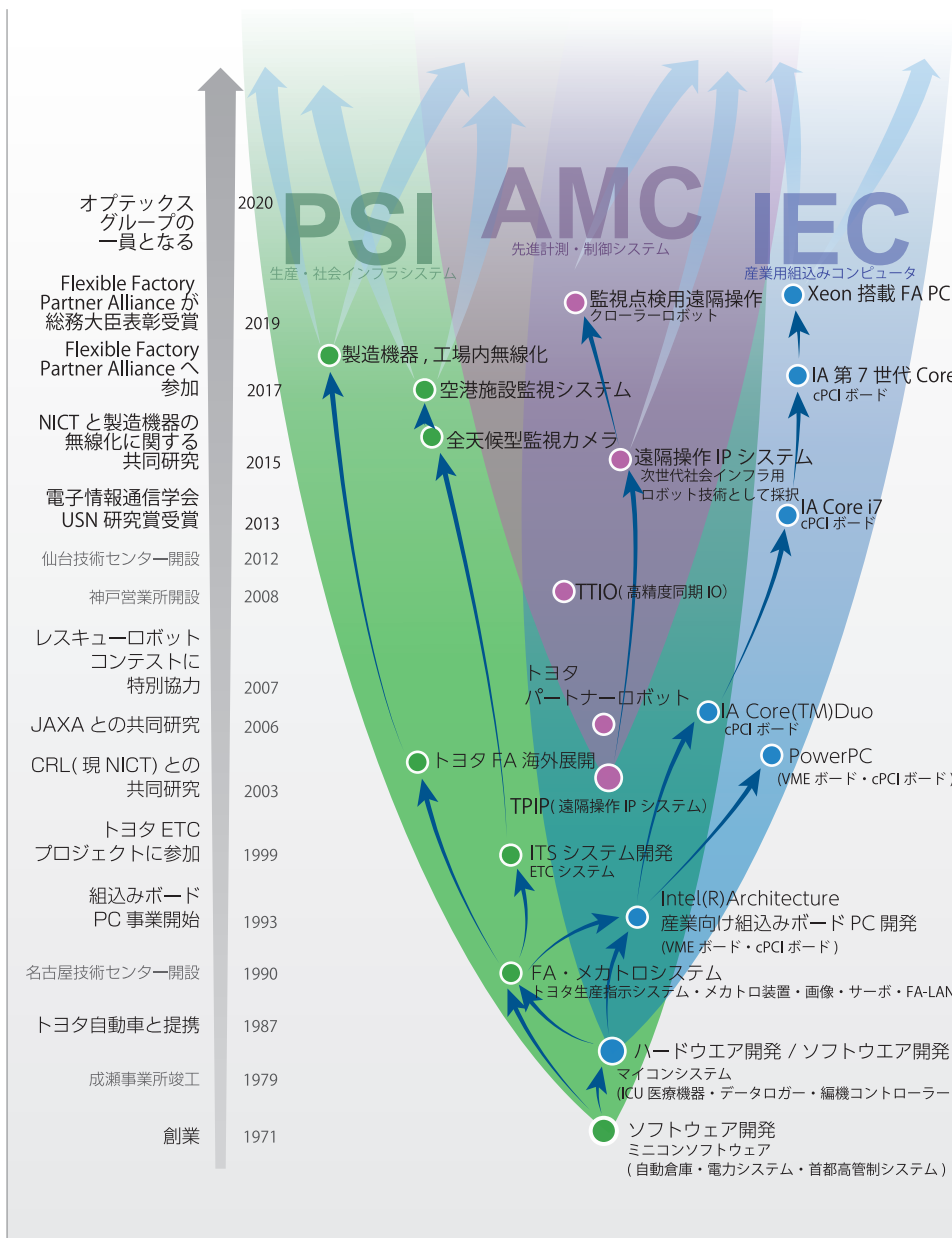 PSI
生産・社会インフラシステム
AMC
先進計測・制御システム
IEC
産業用組込みコンピュータ
オプテックス
グループの
一員となる
2020
Flexible Factory
Partner Alliance が
総務大臣表彰受賞
2019
Flexible Factory
Partner Alliance へ
参加
2017
NICT と製造機器の
無線化に関する
共同研究
2015
電子情報通信学会
USN 研究賞受賞
2013
仙台技術センター開設
2012
神戸営業所開設
2008
レスキューロボット
コンテストに
特別協力
2007
JAXA との共同研究
2006
CRL( 現 NICT) との
共同研究
2003
トヨタ ETC
プロジェクトに参加
1999
組込みボード
PC 事業開始
1993
名古屋技術センター開設
1990
トヨタ自動車と提携
1987
成瀬事業所竣工
1979
創業
1971
監視点検用遠隔操作
クローラーロボット
Xeon 搭載 FA PC
製造機器 , 工場内無線化
空港施設監視システム
IA 第 7 世代 Core
cPCI ボード
全天候型監視カメラ
遠隔操作 IP システム
次世代社会インフラ用
ロボット技術として採択
IA Core i7
cPCI ボード
TTIO( 高精度同期 IO)
トヨタ
パートナーロボット
IA Core(TM)Duo
cPCI ボード
トヨタ FA 海外展開
PowerPC
(VME ボード・cPCI ボード )
TPIP( 遠隔操作 IP システム)
ITS システム開発
ETC システム
Intel(R)Architecture
産業向け組込みボード PC 開発
(VME ボード・cPCI ボード )
FA・メカトロシステム
トヨタ生産指示システム・メカトロ装置・画像・サーボ・FA-LAN
ハードウエア開発 / ソフトウエア開発
マイコンシステム
(ICU 医療機器・データロガー・編機コントローラー
ソフトウェア開発
ミニコンソフトウェア
( 自動倉庫・電力システム・首都高管制システム )